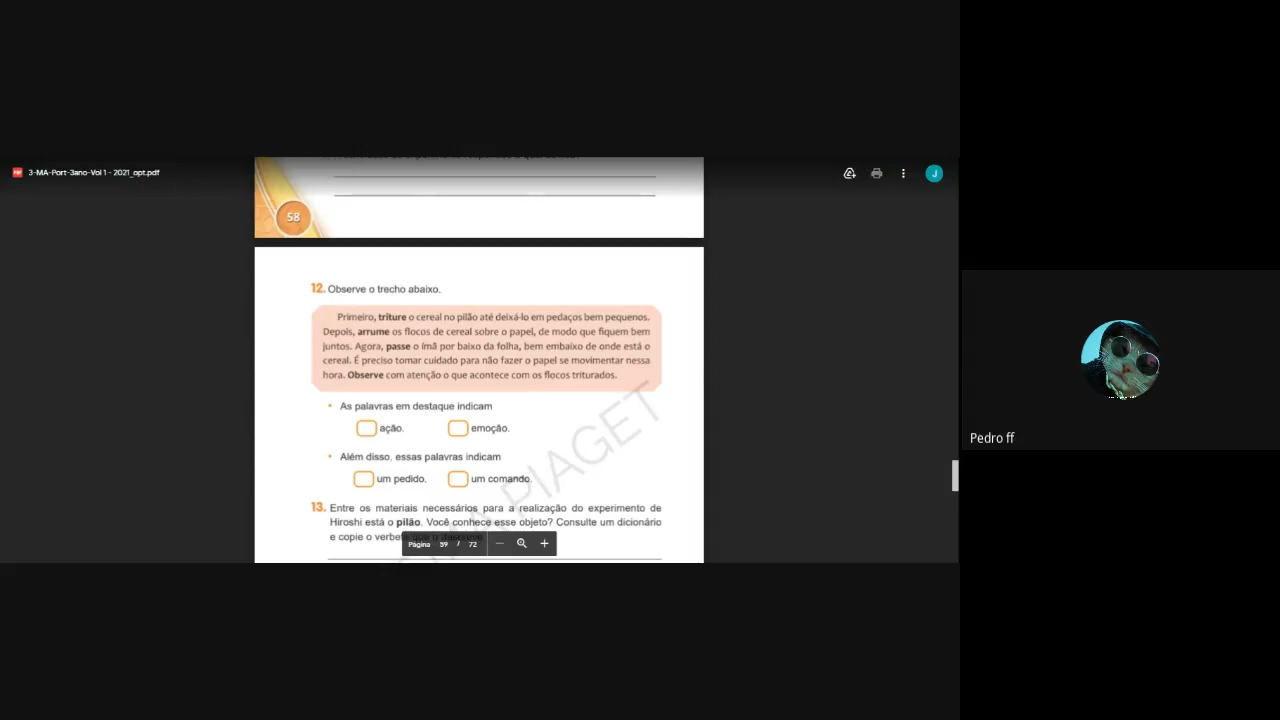 3-MA-Port-3ano-Vol 1 - 2021_opt.pdf
J
58
12. Observe o trecho abaixo.
Primeiro, triture o cereal no pilão até deixá-lo em pedaços bem pequenos.
Depois, arrume os flocos de cereal sobre o papel, de modo que fiquem bem
juntos. Agora, passe o ímã por baixo da folha, bem embaixo de onde está o
cereal. É preciso tomar cuidado para não fazer o papel se movimentar nessa
hora. Observe com atenção o que acontece com os flocos triturados.
• As palavras em destaque indicam
ação. emoção.
• Além disso, essas palavras indicam
um pedido. um comando.
13. Entre os materiais necessários para a realização do experimento de
Hiroshi está o pilão. Você conhece esse objeto? Consulte um dicionário
e copie o verbete que o descreve.
Página 59 / 72
PIAGET
Pedro ff